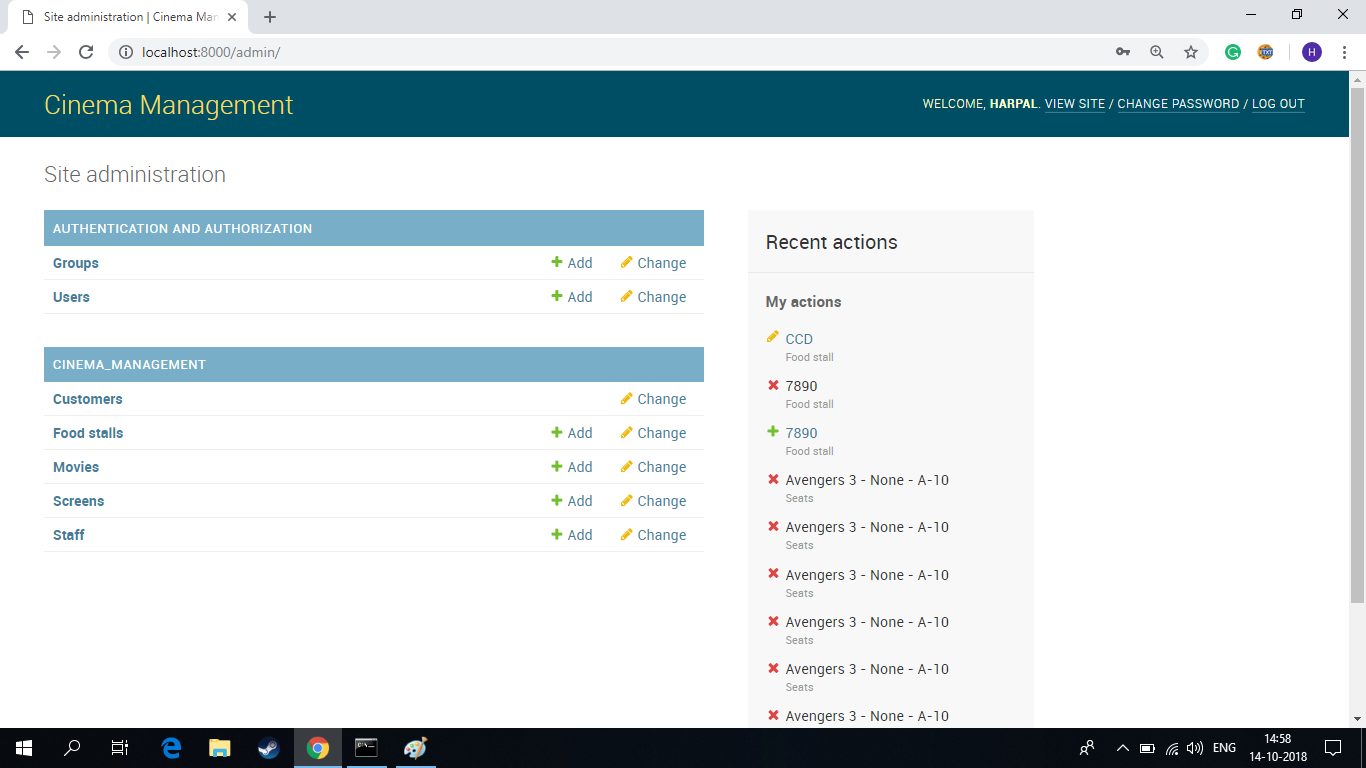 Site administration | Cinema Man
localhost:8000/admin/
H
Cinema Management
WELCOME, HARPAL. VIEW SITE / CHANGE PASSWORD / LOG OUT
Site administration
AUTHENTICATION AND AUTHORIZATION
Groups Add Change
Users Add Change
CINEMA_MANAGEMENT
Customers Change
Food stalls Add Change
Movies Add Change
Screens Add Change
Staff Add Change
Recent actions
My actions
CCD
Food stall
7890
Food stall
7890
Food stall
Avengers 3 - None - A-10
Seats
Avengers 3 - None - A-10
Seats
Avengers 3 - None - A-10
Seats
Avengers 3 - None - A-10
Seats
Avengers 3 - None - A-10
Seats
Avengers 3 - None - A-10
ENG
14:58
14-10-2018